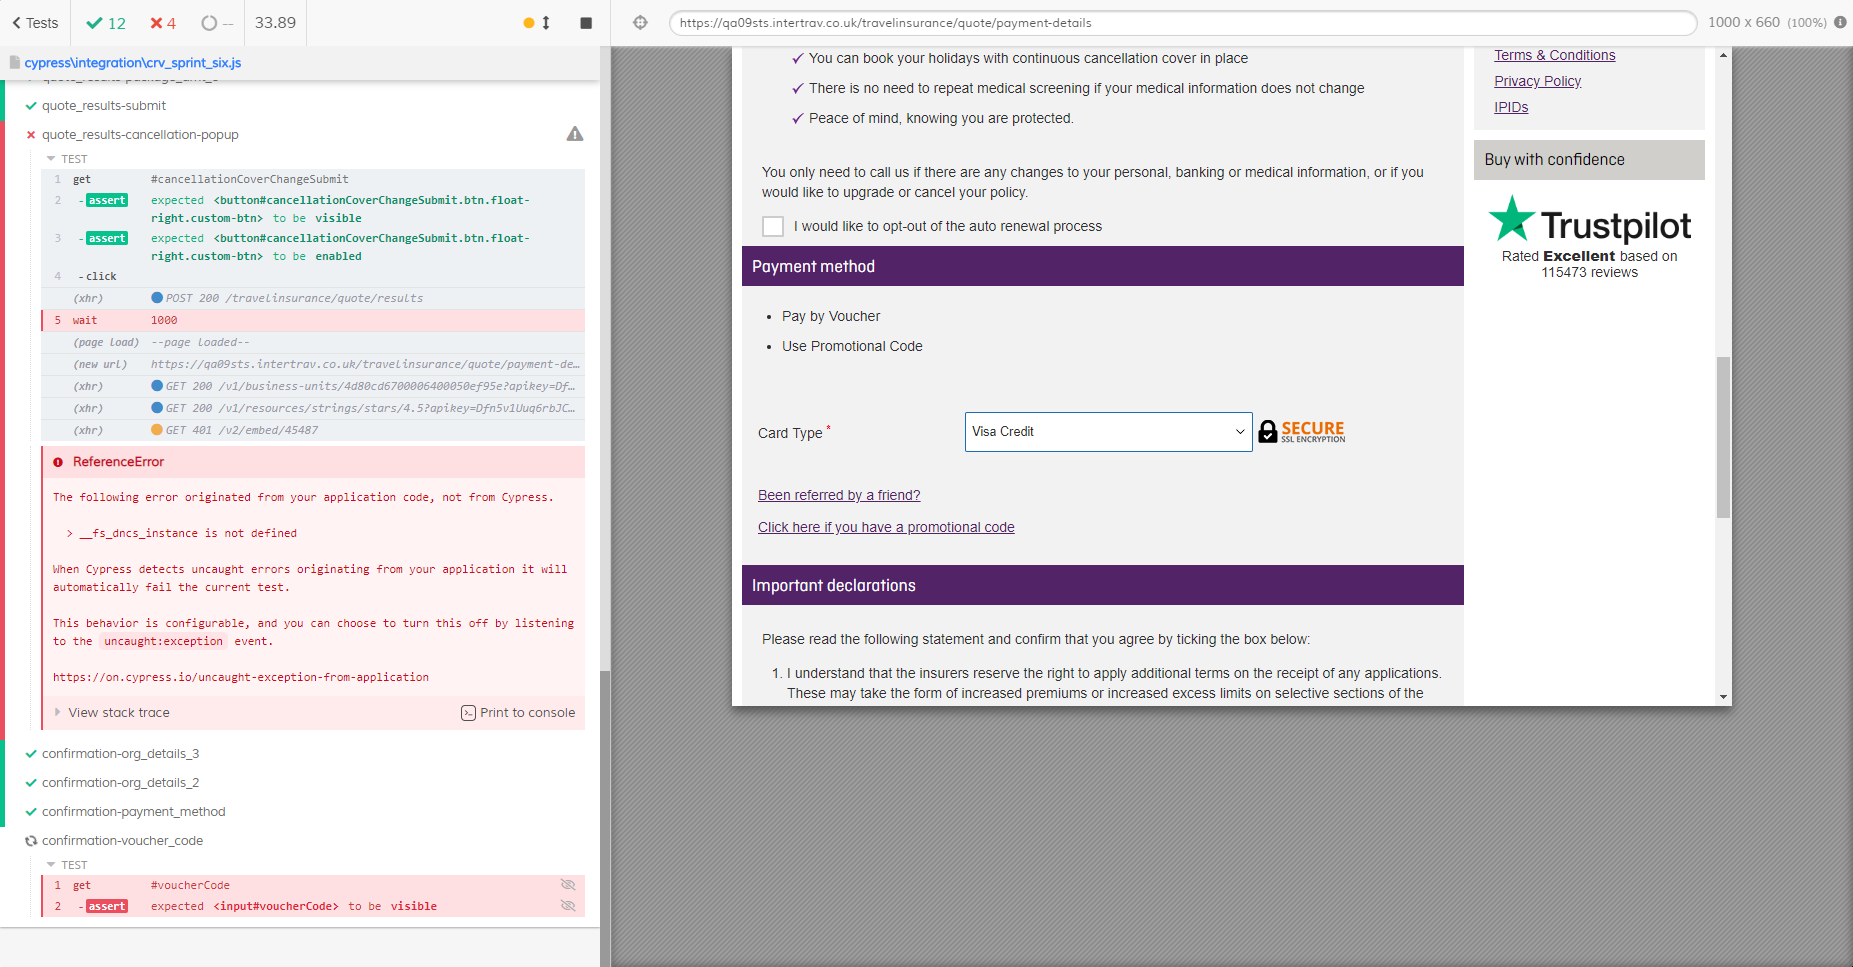 Tests 12 4 -- 33.89
cypress\integration\crv_sprint_six.js
quote_results-submit
quote_results-cancellation-popup
TEST
1 get #cancellationCoverChangeSubmit
2 -assert expected <button#cancellationCoverChangeSubmit.btn.float-
right.custom-btn> to be visible
3 -assert expected <button#cancellationCoverChangeSubmit.btn.float-
right.custom-btn> to be enabled
4 -click
(xhr) POST 200 /travelinsurance/quote/results
5 wait 1000
(page load) --page loaded--
(new url) https://qa09sts.intertrav.co.uk/travelinsurance/quote/payment-de...
(xhr) GET 200 /v1/business-units/4d80cd6700006400050ef95e?apikey=Df...
(xhr) GET 200 /v1/resources/strings/stars/4.5?apikey=Dfn5v1Uuq6rbJC...
(xhr) GET 401 /v2/embed/45487
ReferenceError
The following error originated from your application code, not from Cypress.
> __fs_dncs_instance is not defined
When Cypress detects uncaught errors originating from your application it will
automatically fail the current test.
This behavior is configurable, and you can choose to turn this off by listening
to the uncaught:exception event.
https://on.cypress.io/uncaught-exception-from-application
View stack trace Print to console
confirmation-org_details_3
confirmation-org_details_2
confirmation-payment_method
confirmation-voucher_code
TEST
1 get #voucherCode
2 -assert expected <input#voucherCode> to be visible
https://qa09sts.intertrav.co.uk/travelinsurance/quote/payment-details
1000 x 660 (100%)
You can book your holidays with continuous cancellation cover in place
There is no need to repeat medical screening if your medical information does not change
Peace of mind, knowing you are protected.
You only need to call us if there are any changes to your personal, banking or medical information, or if you
would like to upgrade or cancel your policy.
I would like to opt-out of the auto renewal process
Payment method
• Pay by Voucher
• Use Promotional Code
Card Type * Visa Credit SECURE
SSL ENCRYPTION
Been referred by a friend?
Click here if you have a promotional code
Important declarations
Please read the following statement and confirm that you agree by ticking the box below:
1. I understand that the insurers reserve the right to apply additional terms on the receipt of any applications.
These may take the form of increased premiums or increased excess limits on selective sections of the
Terms & Conditions
Privacy Policy
IPIDs
Buy with confidence
Trustpilot
Rated Excellent based on
115473 reviews